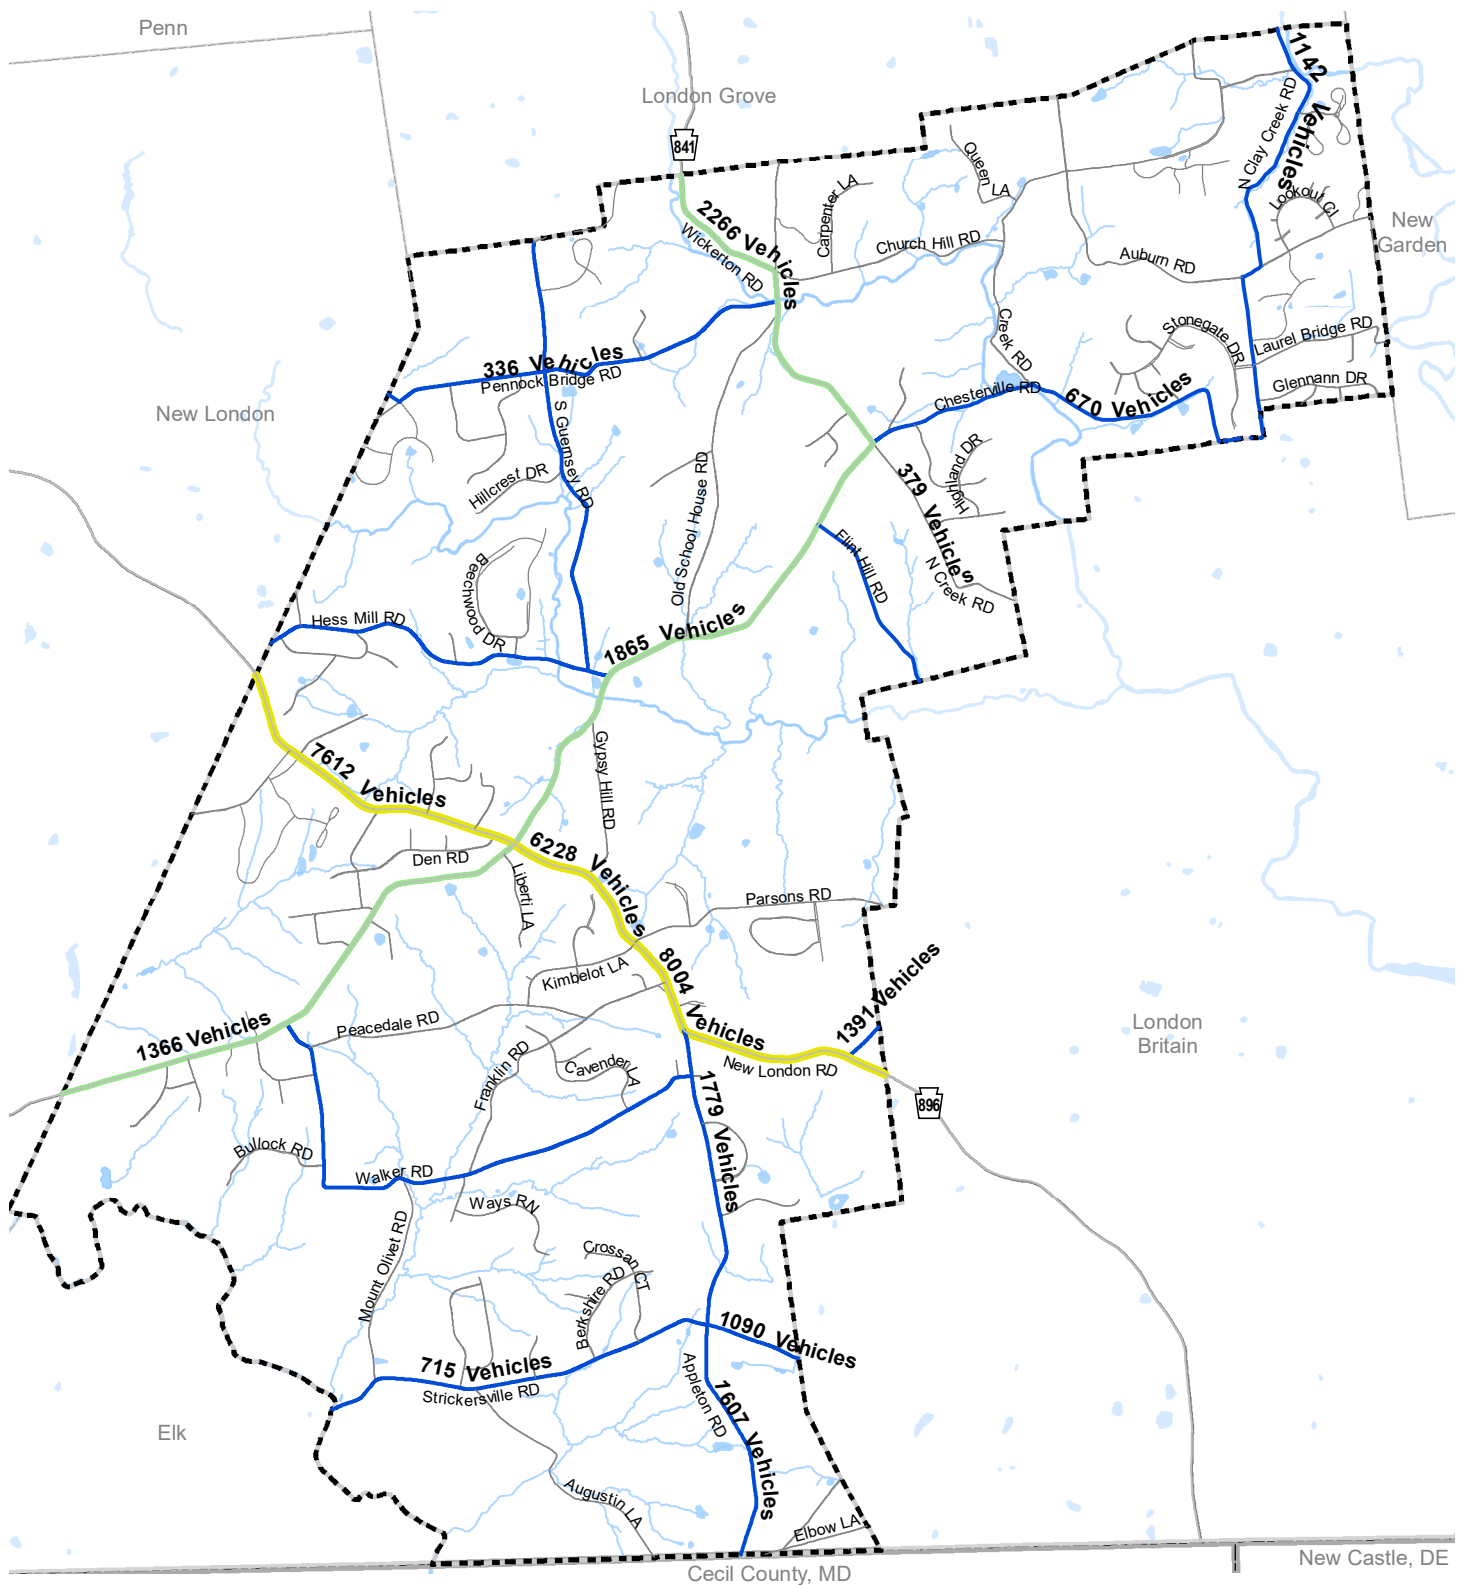 Penn
London Grove
841
1142 Vehicles
N Clay Creek RD
Queen LA
Carpenter LA
Lookout CI
New
Garden
2266 Vehicles
Wickerton RD
Church Hill RD
Auburn RD
Creek RD
Stonegate DR
Laurel Bridge RD
336 Vehicles
Pennock Bridge RD
Glennann DR
Chesterville RD
670 Vehicles
New London
S Guernsey RD
Hillcrest DR
Highland DR
379 Vehicles
Old School House RD
Flint Hill RD
N Creek RD
Beechwood DR
Hess Mill RD
1865 Vehicles
7612 Vehicles
Gypsy Hill RD
6228 Vehicles
Den RD
Liberti LA
Parsons RD
Kimbelot LA
8004 Vehicles
1391 Vehicles
London
Britain
1366 Vehicles
Peacedale RD
New London RD
Franklin RD
Cavender LA
896
1779 Vehicles
Bullock RD
Walker RD
Ways RN
Mount Olivet RD
Crossan CT
Berkshire RD
1090 Vehicles
715 Vehicles
Strickersville RD
Appleton RD
1607 Vehicles
Elk
Augustin LA
Elbow LA
New Castle, DE
Cecil County, MD